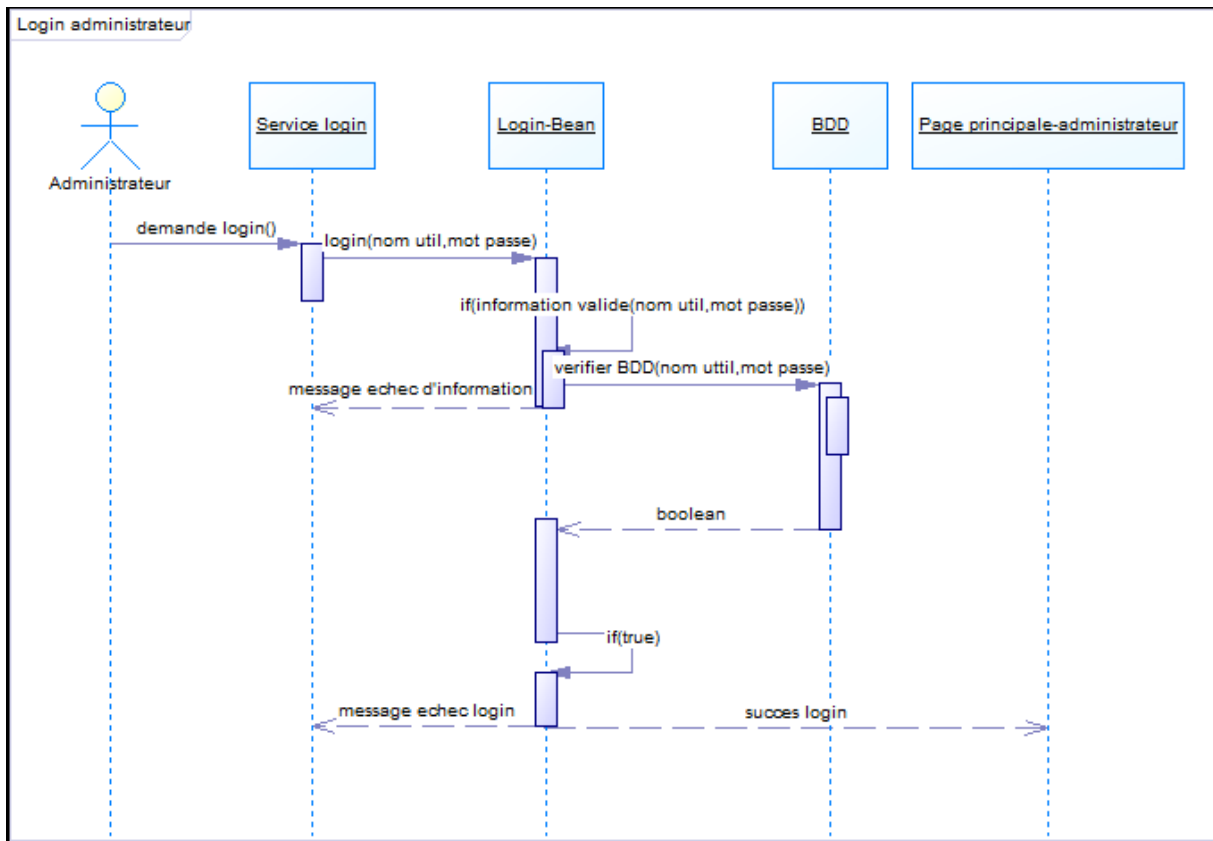 Login administrateur
Service login
Login-Bean
BDD
Page principale-administrateur
Administrateur
demande login()
login(nom util,mot passe)
if(information valide(nom util,mot passe))
verifier BDD(nom uttil,mot passe)
message echec d'information
boolean
if(true)
message echec login
succes login